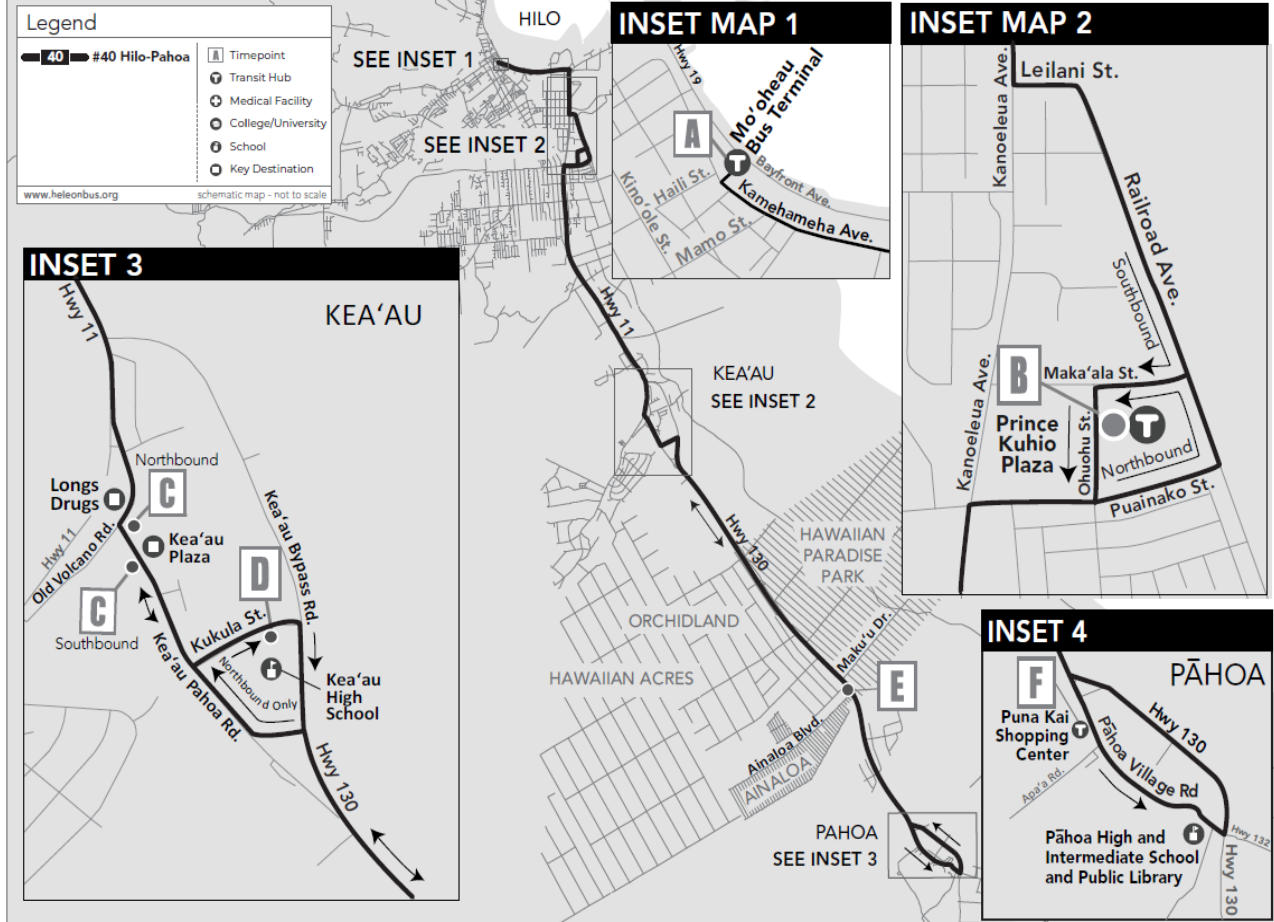 Legend
40 #40 Hilo-Pahoa
A Timepoint
T Transit Hub
Medical Facility
College/University
School
Key Destination
www.heleonbus.org
schematic map - not to scale
HILO
SEE INSET 1
SEE INSET 2
Hwy 11
KEA'AU
SEE INSET 2
Hwy 130
HAWAIIAN
PARADISE
PARK
ORCHIDLAND
HAWAIIAN ACRES
Maku'u Dr.
E
Ainaloa Blvd.
AINALOA
PAHOA
SEE INSET 3
INSET MAP 1
Hwy 19
A
Mo'oheau
Bus Terminal
T
Bayfront Ave.
Haili St.
Kino'ole St.
Mamo St.
Kamehameha Ave.
INSET MAP 2
Kanoeleua Ave.
Leilani St.
Railroad Ave.
Southbound
Maka'ala St.
Kanoeleua Ave.
B
Prince
Kuhio
Plaza
T
Ohuohu St.
Northbound
Puainako St.
INSET 3
Hwy 11
KEA'AU
Northbound
C
Longs
Drugs
Kea'au
Plaza
Hwy 11
Old Volcano Rd.
C
Southbound
Kea'au Bypass Rd.
D
Kukula St.
Northbound Only
Kea'au
High
School
Kea'au Pahoa Rd.
Hwy 130
INSET 4
F
PĀHOA
Puna Kai
Shopping
Center
T
Hwy 130
Pāhoa Village Rd
Apa'a Rd.
Pāhoa High and
Intermediate School
and Public Library
Hwy 132
Hwy 130